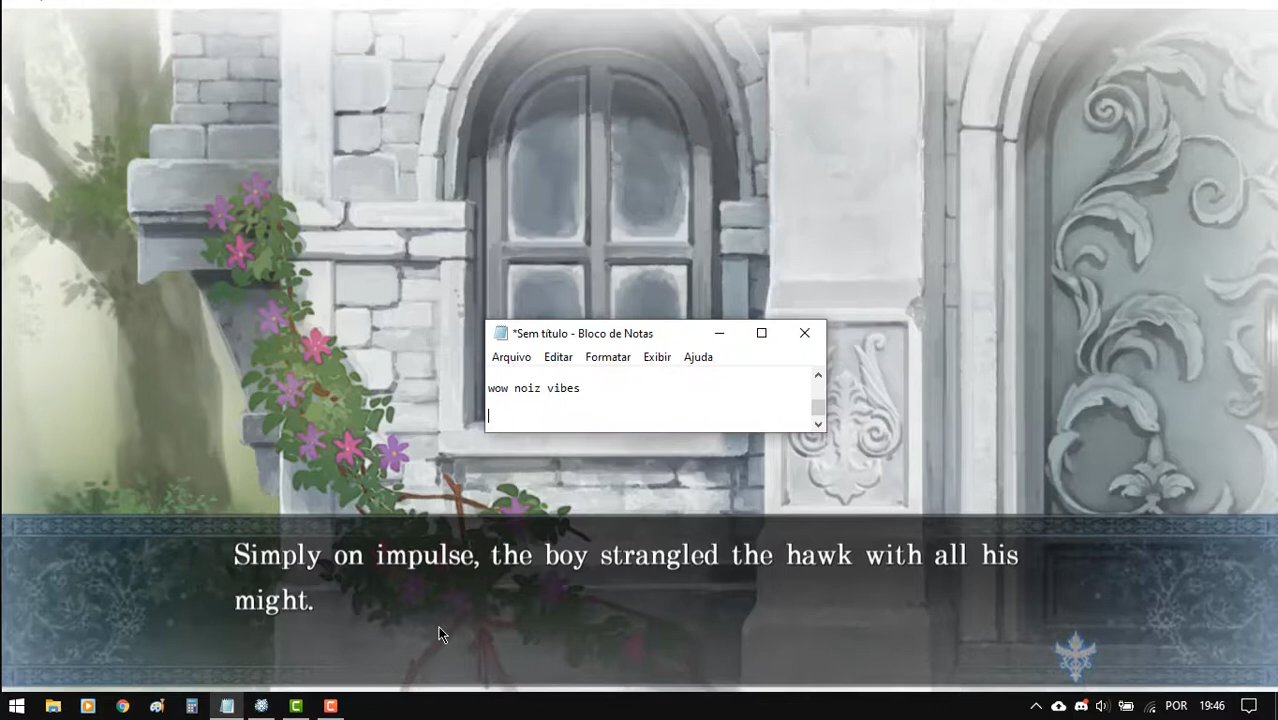 *Sem título - Bloco de Notas
Arquivo Editar Formatar Exibir Ajuda
wow noiz vibes
Simply on impulse, the boy strangled the hawk with all his
might.
POR 19:46